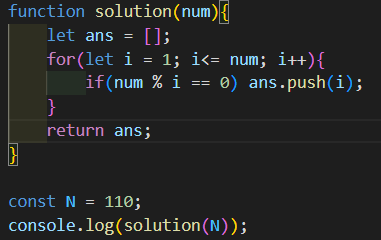 function solution(num){
    let ans = [];
    for(let i = 1; i<= num; i++){
        if(num % i == 0) ans.push(i);
    }
    return ans;
}

const N = 110;
console.log(solution(N));